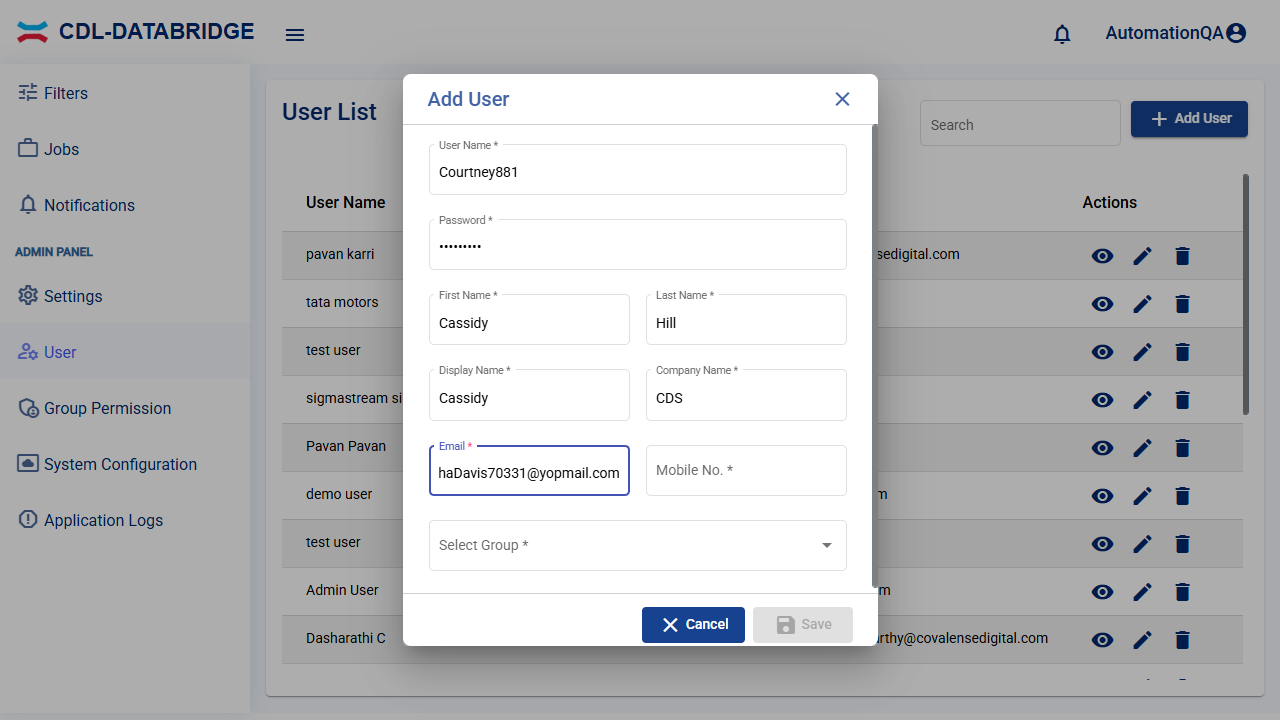 CDL-DATABRIDGE
AutomationQA
Filters
Jobs
Notifications
ADMIN PANEL
Settings
User
Group Permission
System Configuration
Application Logs
User List
Search
Add User
User Name
Actions
pavan karri
sedigital.com
tata motors
test user
sigmastream si
Pavan Pavan
demo user
m
test user
Admin User
m
Dasharathi C
arthy@covalensedigital.com
Add User
User Name *
Courtney881
Password *
•••••••••
First Name *
Cassidy
Last Name *
Hill
Display Name *
Cassidy
Company Name *
CDS
Email *
haDavis70331@yopmail.com
Mobile No. *
Select Group *
Cancel
Save